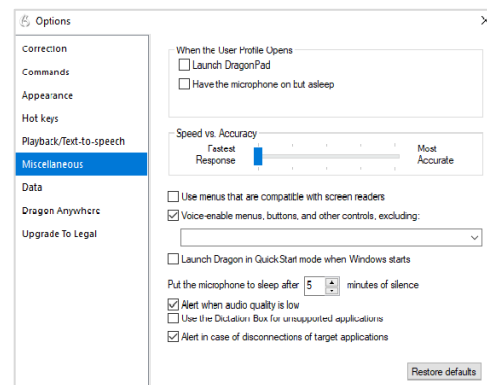 Options
Correction
Commands
Appearance
Hot keys
Playback/Text-to-speech
Miscellaneous
Data
Dragon Anywhere
Upgrade To Legal
When the User Profile Opens
Launch DragonPad
Have the microphone on but asleep
Speed vs. Accuracy
Fastest Response
Most Accurate
Use menus that are compatible with screen readers
Voice-enable menus, buttons, and other controls, excluding:
Launch Dragon in QuickStart mode when Windows starts
Put the microphone to sleep after 5 minutes of silence
Alert when audio quality is low
Use the Dictation Box for unsupported applications
Alert in case of disconnections of target applications
Restore defaults